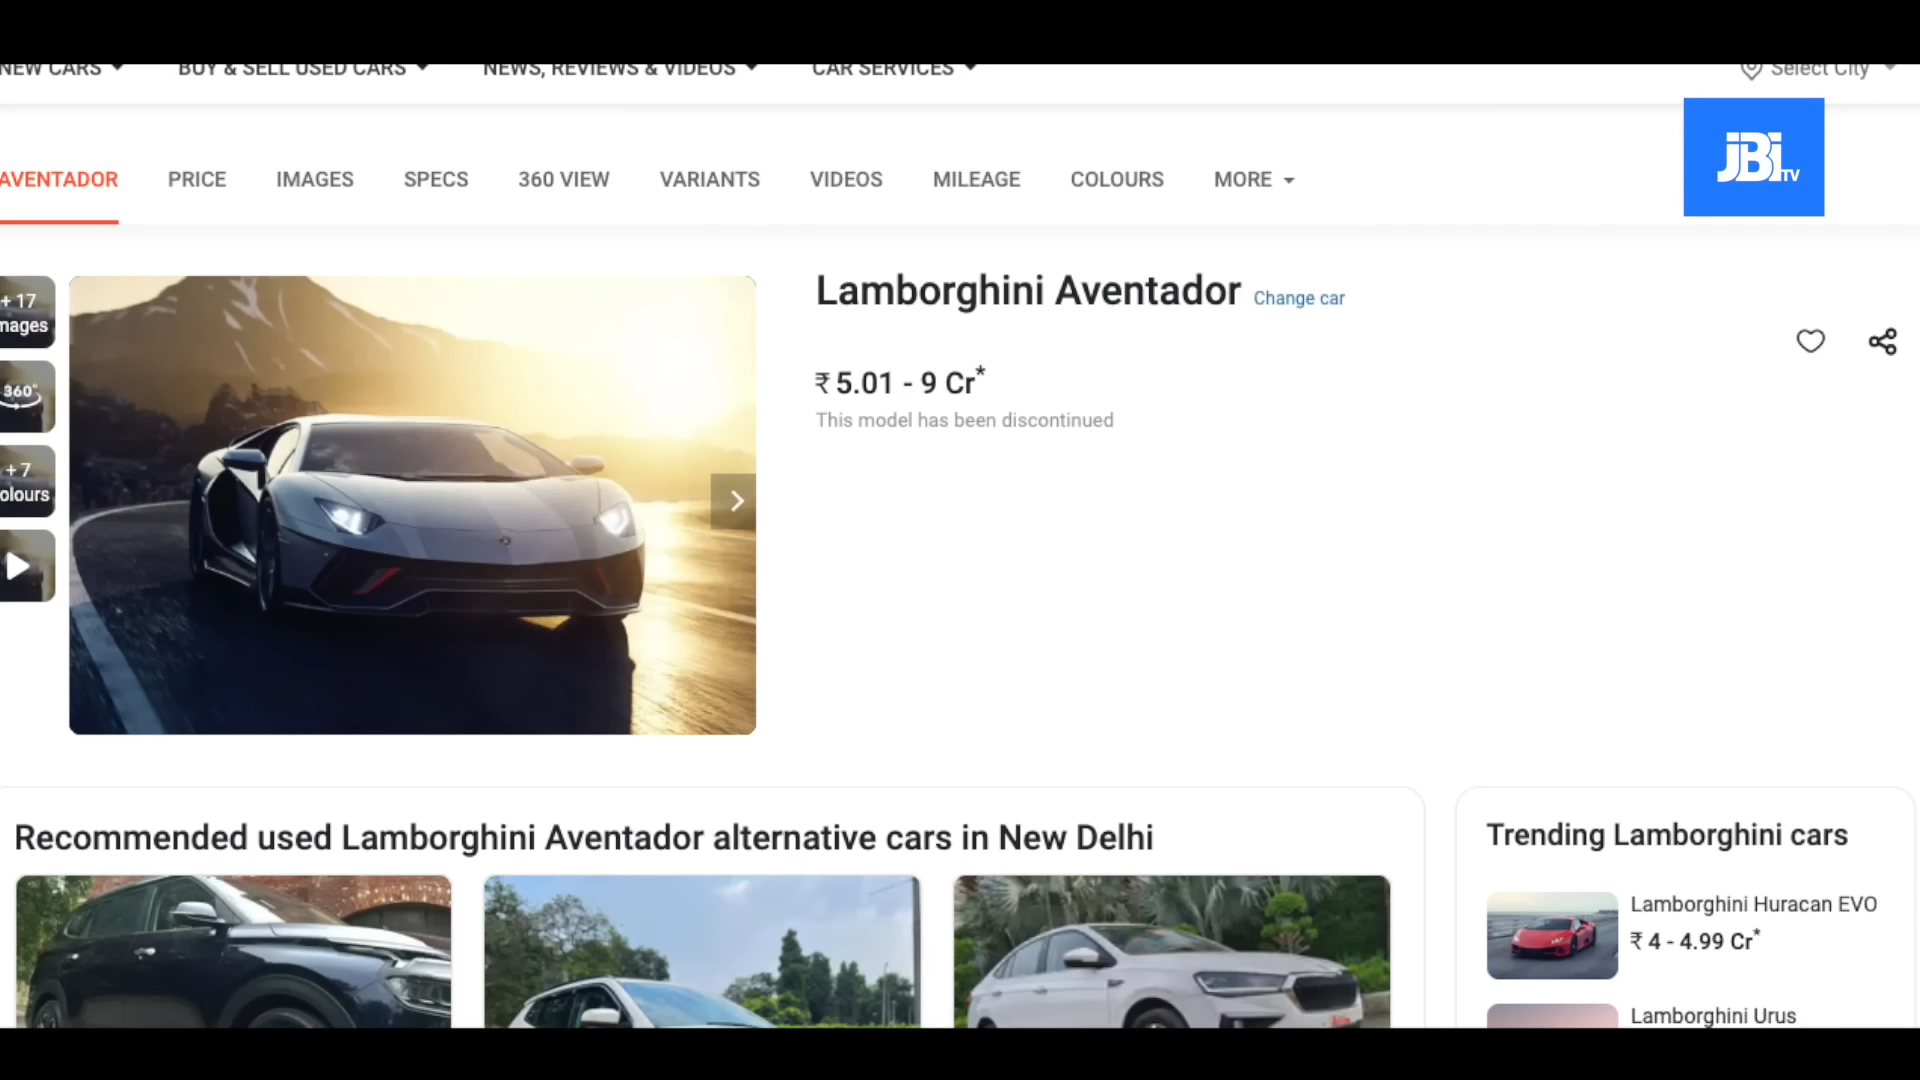 NEW CARS
BUY & SELL USED CARS
NEWS, REVIEWS & VIDEOS
CAR SERVICES
Select City
JBI TV
AVENTADOR
PRICE
IMAGES
SPECS
360 VIEW
VARIANTS
VIDEOS
MILEAGE
COLOURS
MORE
+ 17
mages
360°
+ 7
olours
Lamborghini Aventador
Change car
₹ 5.01 - 9 Cr*
This model has been discontinued
Recommended used Lamborghini Aventador alternative cars in New Delhi
Trending Lamborghini cars
Lamborghini Huracan EVO
₹ 4 - 4.99 Cr*
Lamborghini Urus